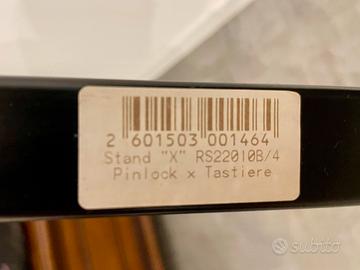 2 601503 001464
Stand "X" RS22010B/4
Pinlock x Tastiere
subito